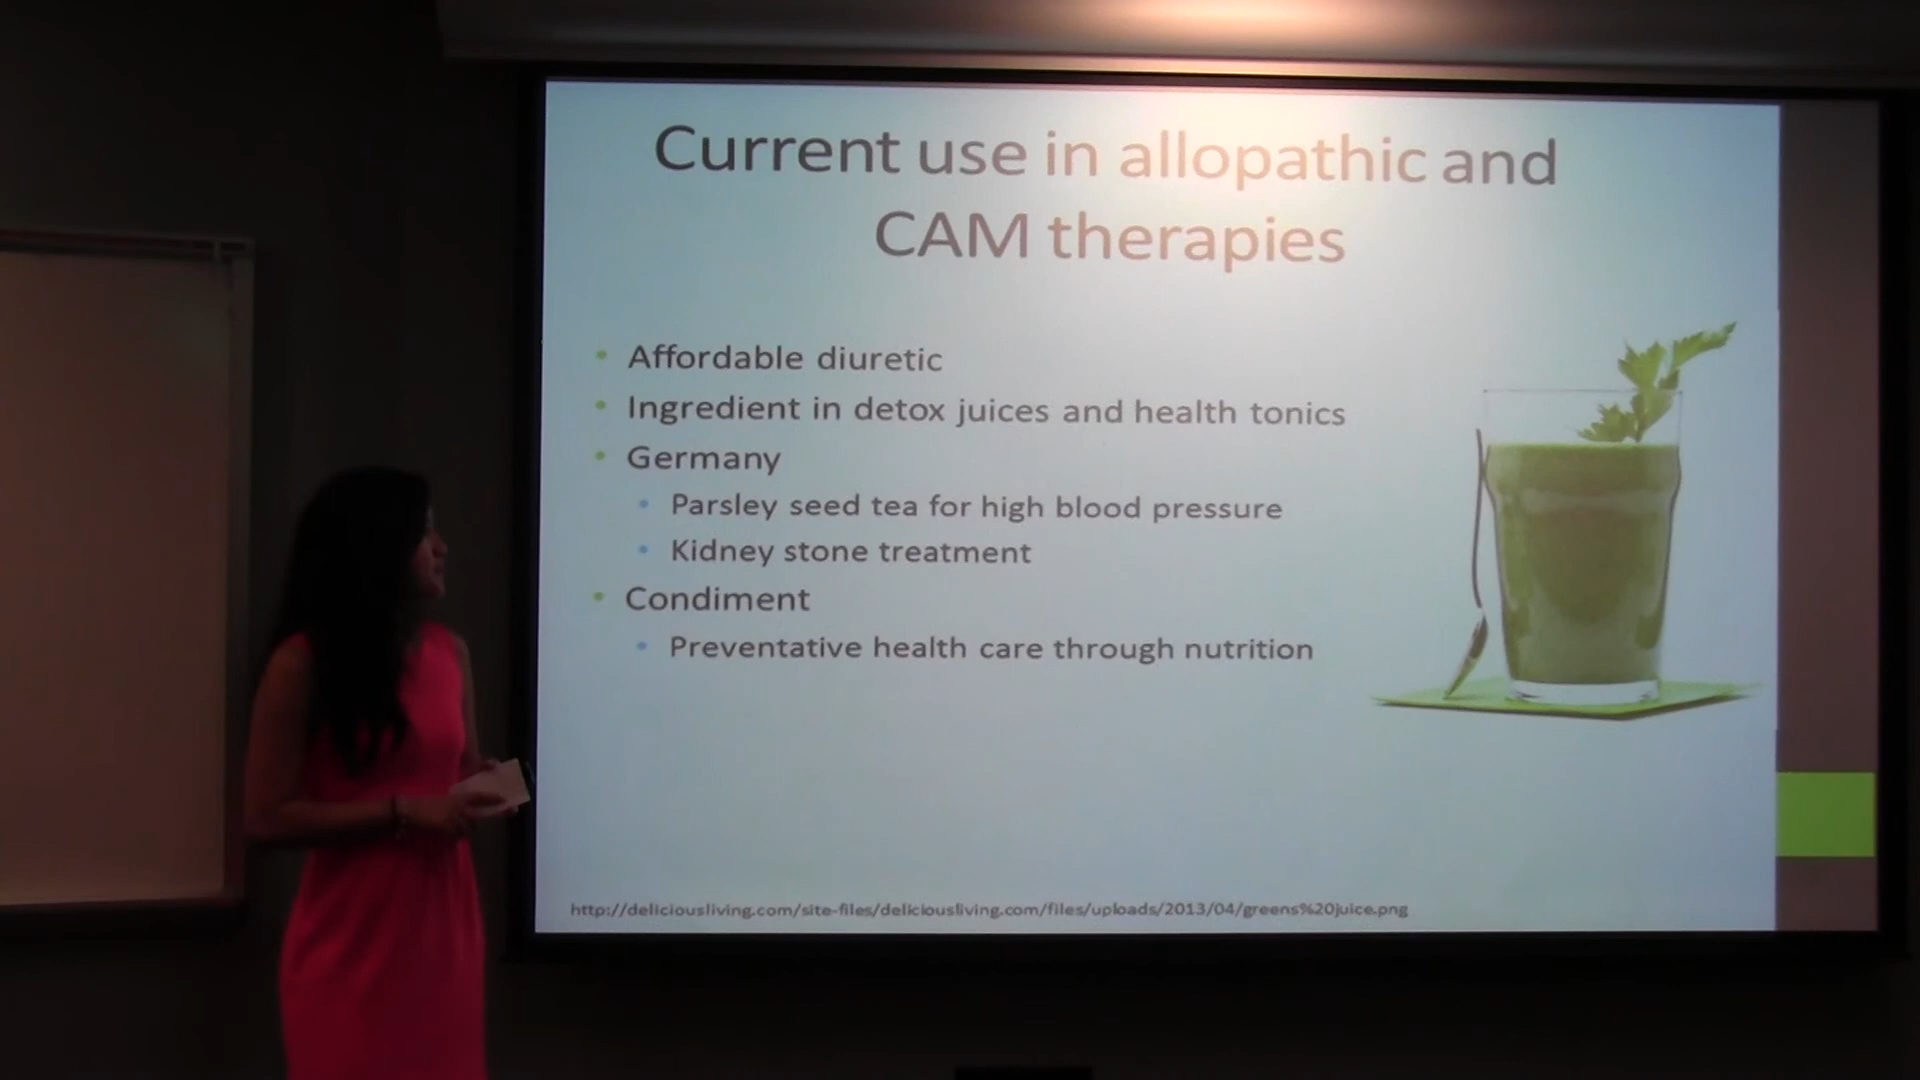 Current use in allopathic and
CAM therapies
• Affordable diuretic
• Ingredient in detox juices and health tonics
• Germany
• Parsley seed tea for high blood pressure
• Kidney stone treatment
• Condiment
• Preventative health care through nutrition
http://deliciousliving.com/site-files/deliciousliving.com/files/uploads/2013/04/greens%20juice.png